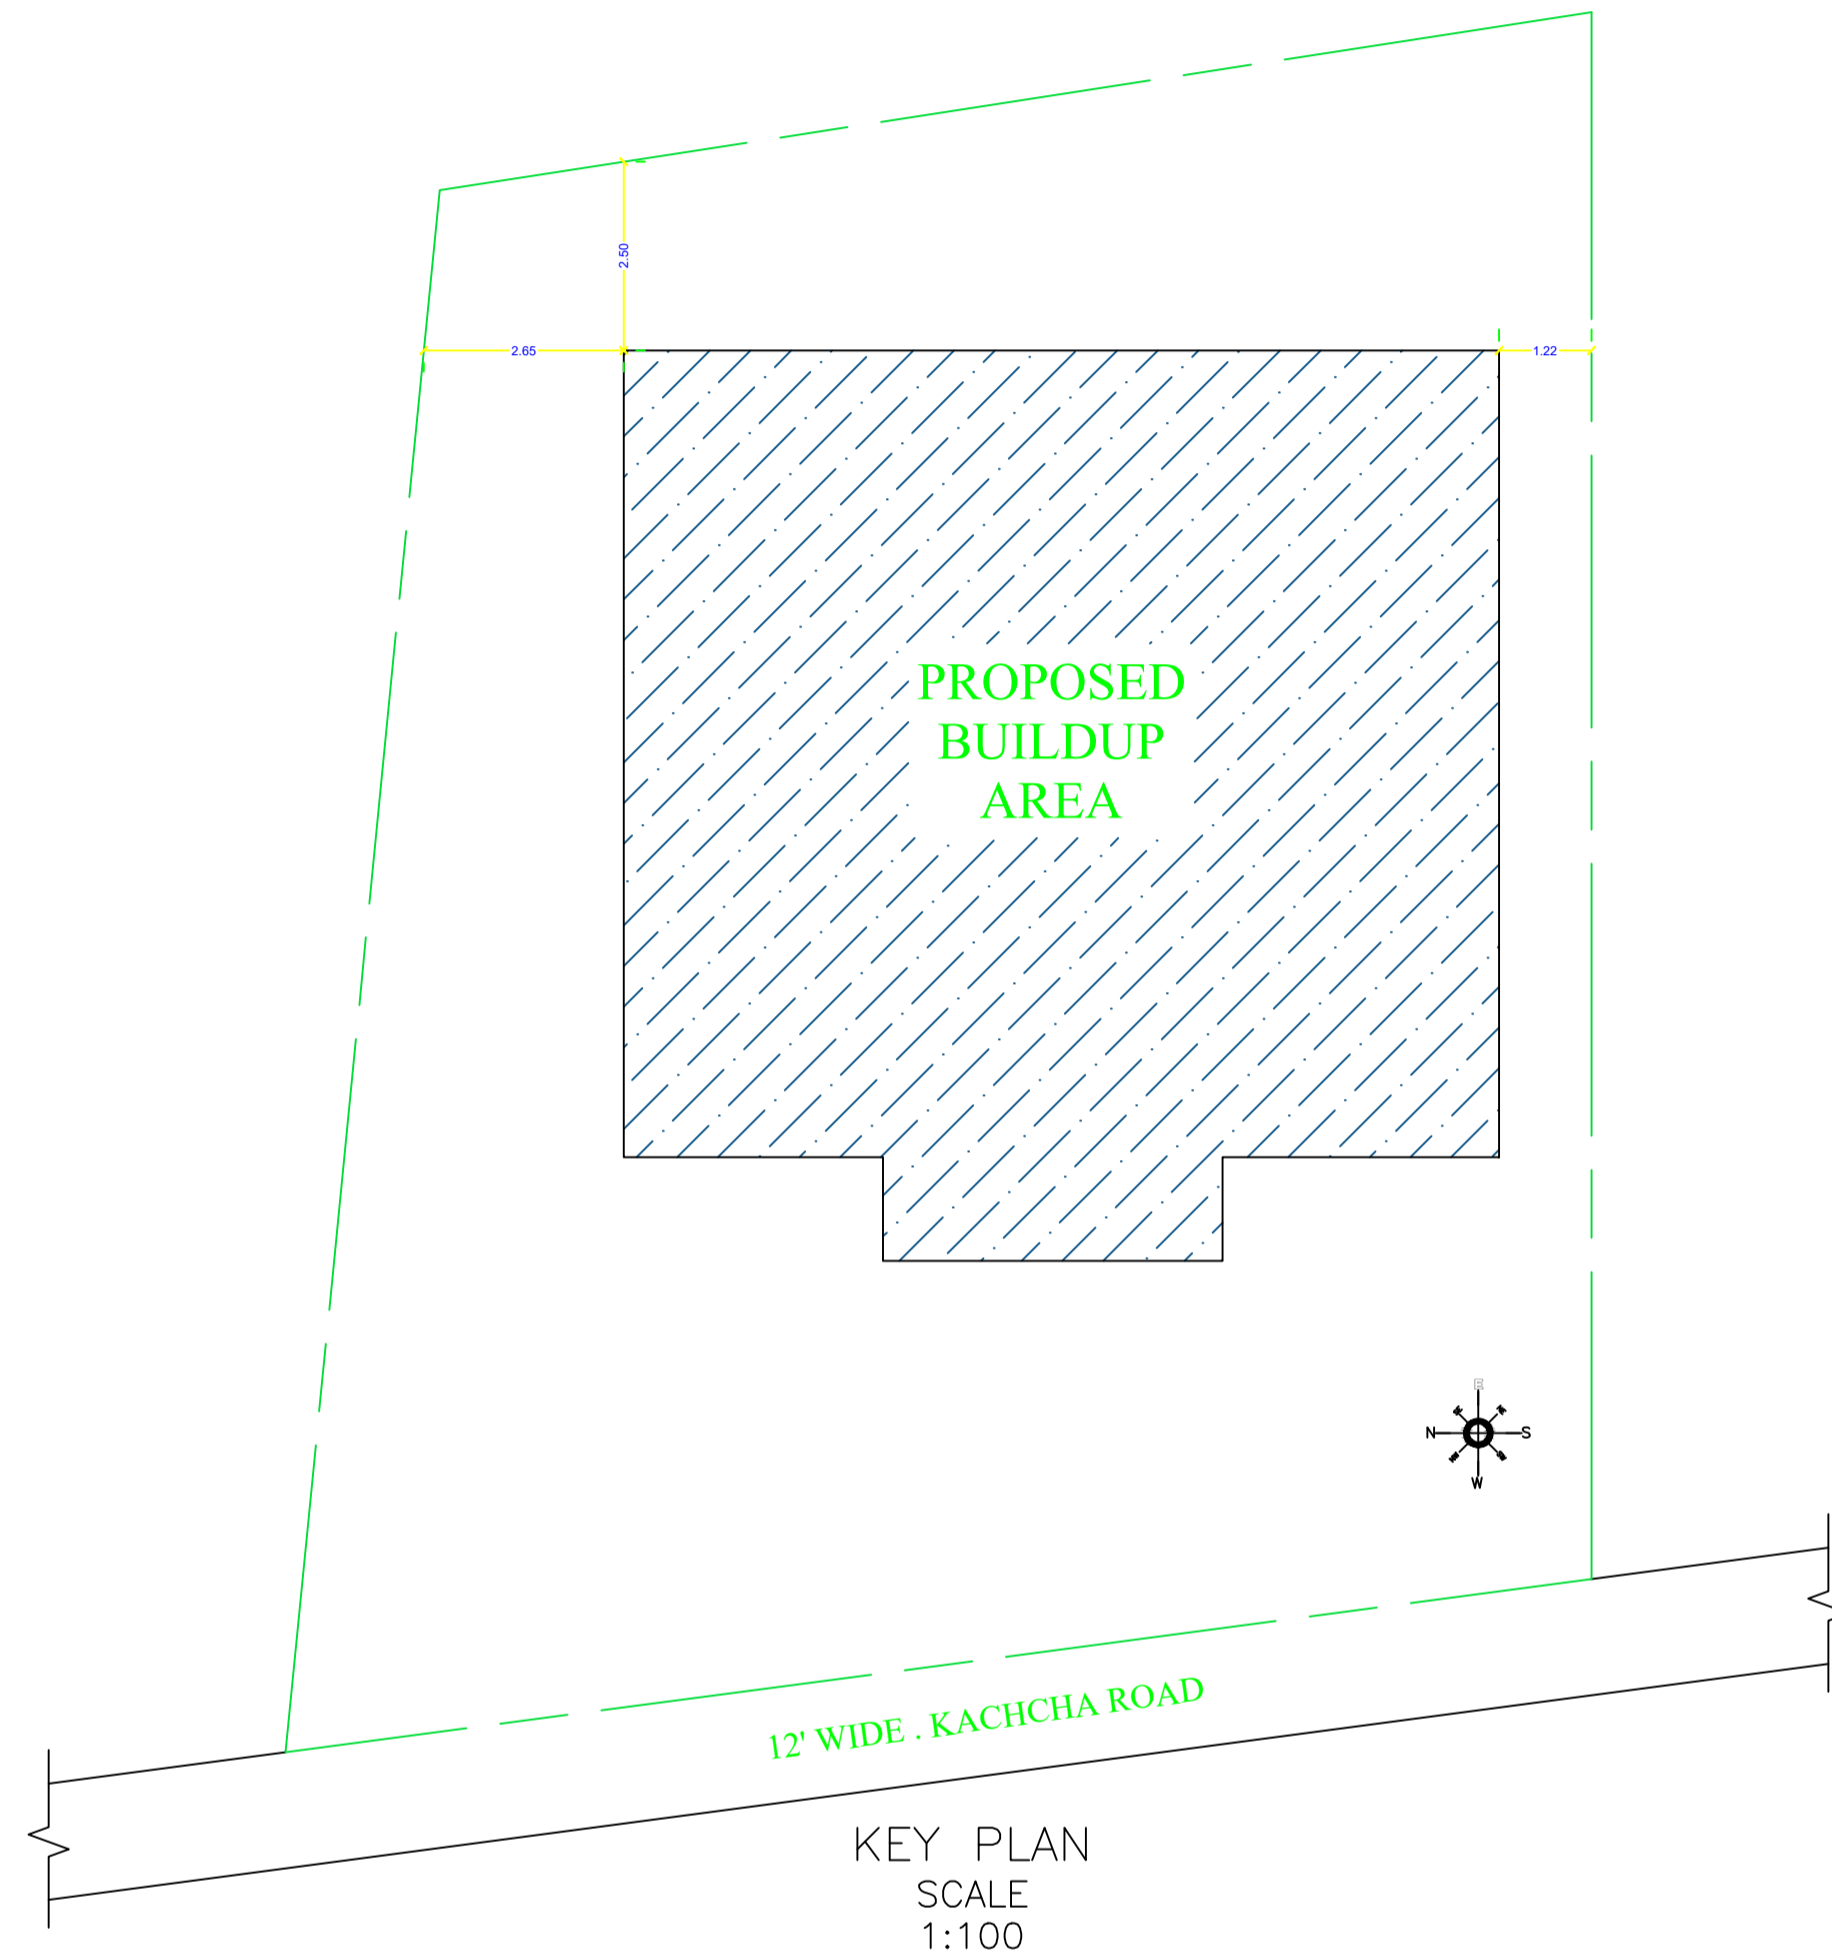 2.50
2.65
1.22
PROPOSED
BUILDUP
AREA
E
N
S
W
12' WIDE . KACHCHA ROAD
KEY PLAN
SCALE
1:100